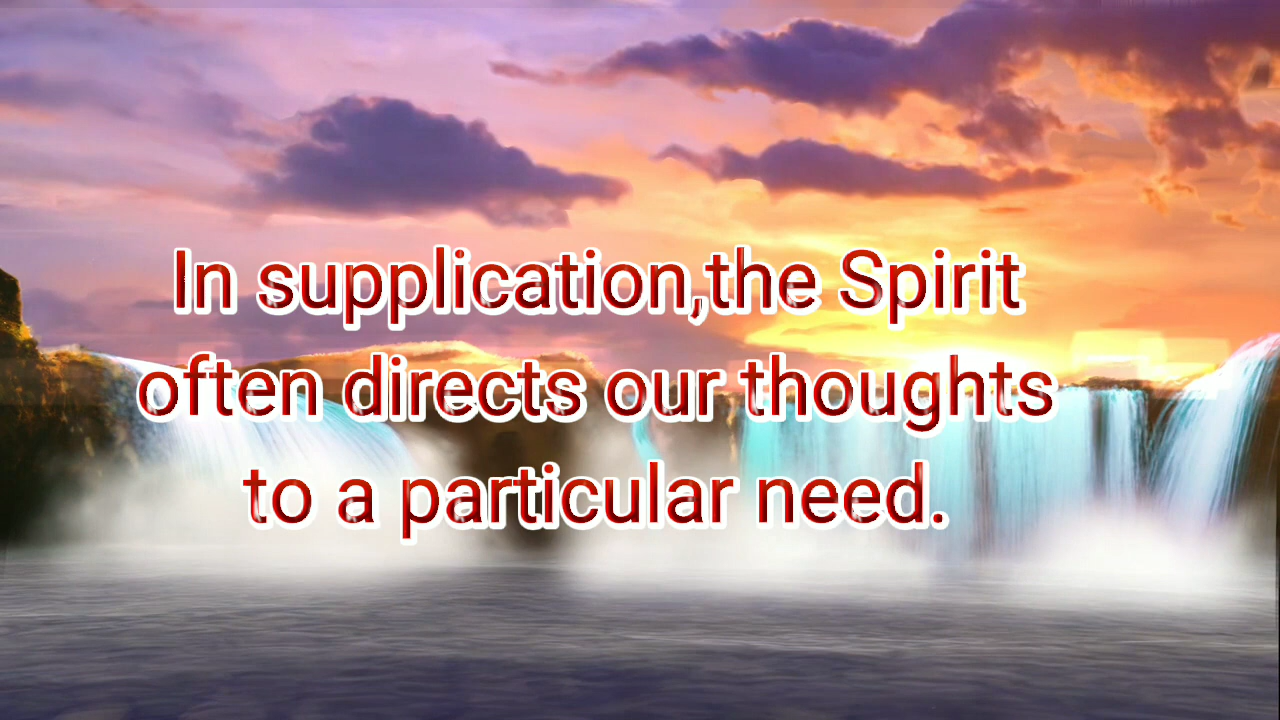 In supplication,the Spirit
often directs our thoughts
to a particular need.